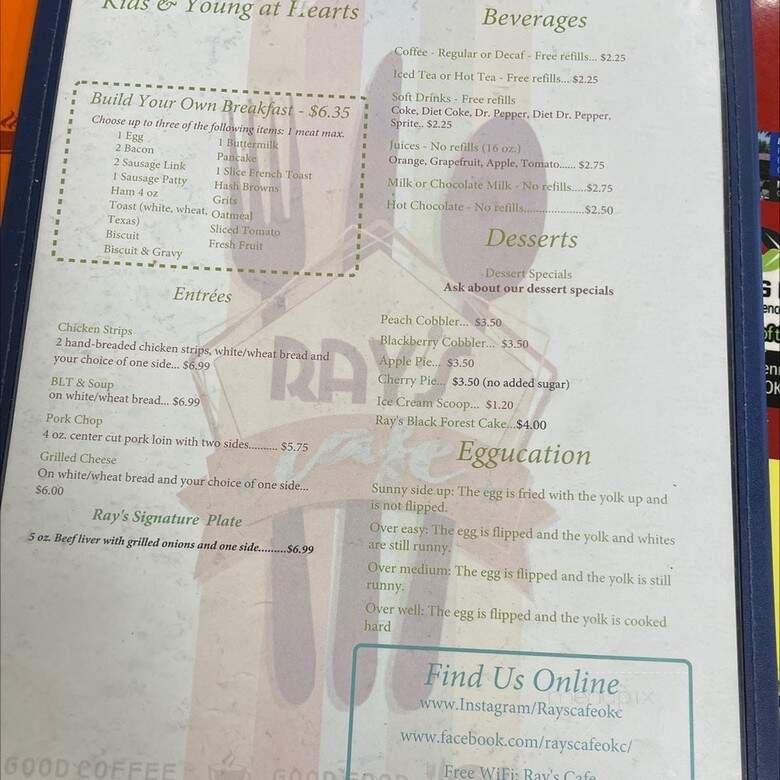 Kids & Young at Hearts
Build Your Own Breakfast - $6.35
Choose up to three of the following items: 1 meat max.
1 Egg
2 Bacon
2 Sausage Link
1 Sausage Patty
Ham 4 oz
Toast (white, wheat,
Texas)
Biscuit
Biscuit & Gravy
1 Buttermilk
Pancake
1 Slice French Toast
Hash Browns
Grits
Oatmeal
Sliced Tomato
Fresh Fruit
Entrées
Chicken Strips
2 hand-breaded chicken strips, white/wheat bread and
your choice of one side... $6.99
BLT & Soup
on white/wheat bread... $6.99
Pork Chop
4 oz. center cut pork loin with two sides.......... $5.75
Grilled Cheese
On white/wheat bread and your choice of one side...
$6.00
Ray's Signature Plate
5 oz. Beef liver with grilled onions and one side.........$6.99
Beverages
Coffee - Regular or Decaf - Free refills... $2.25
Iced Tea or Hot Tea - Free refills... $2.25
Soft Drinks - Free refills
Coke, Diet Coke, Dr. Pepper, Diet Dr. Pepper,
Sprite.. $2.25
Juices - No refills (16 oz.)
Orange, Grapefruit, Apple, Tomato...... $2.75
Milk or Chocolate Milk - No refills.....$2.75
Hot Chocolate - No refills......................$2.50
Desserts
Dessert Specials
Ask about our dessert specials
Peach Cobbler... $3.50
Blackberry Cobbler... $3.50
Apple Pie... $3.50
Cherry Pie... $3.50 (no added sugar)
Ice Cream Scoop... $1.20
Ray's Black Forest Cake...$4.00
Eggucation
Sunny side up: The egg is fried with the yolk up and
is not flipped.
Over easy: The egg is flipped and the yolk and whites
are still runny.
Over medium: The egg is flipped and the yolk is still
runny.
Over well: The egg is flipped and the yolk is cooked
hard
Find Us Online
www.Instagram/Rayscafeokc
www.facebook.com/rayscafeokc/
Free WiFi: Ray's Cafe
RAY'S
cafe
GOOD COFFEE
GOOD FOOD